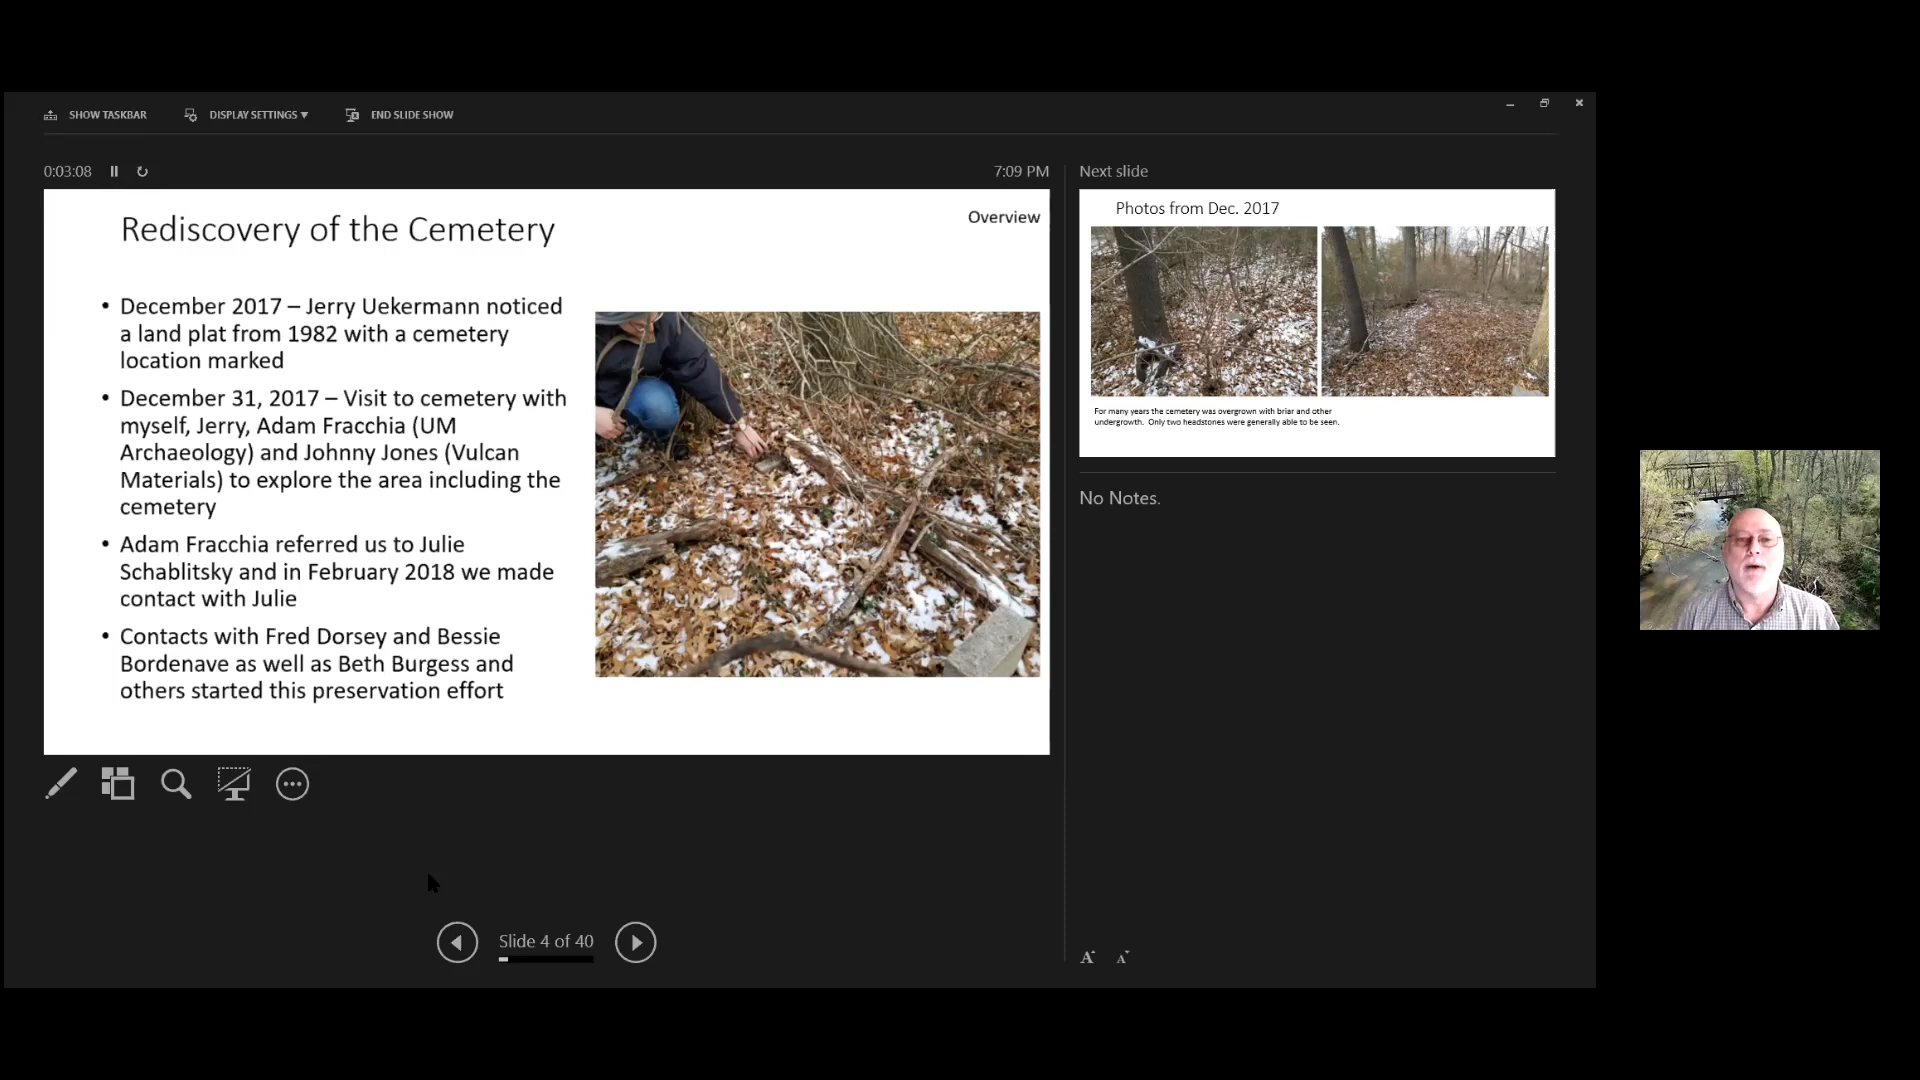 SHOW TASKBAR
DISPLAY SETTINGS ▾
END SLIDE SHOW
0:03:08
7:09 PM
Rediscovery of the Cemetery
Overview
• December 2017 – Jerry Uekermann noticed
a land plat from 1982 with a cemetery
location marked
• December 31, 2017 – Visit to cemetery with
myself, Jerry, Adam Fracchia (UM
Archaeology) and Johnny Jones (Vulcan
Materials) to explore the area including the
cemetery
• Adam Fracchia referred us to Julie
Schablitsky and in February 2018 we made
contact with Julie
• Contacts with Fred Dorsey and Bessie
Bordenave as well as Beth Burgess and
others started this preservation effort
Slide 4 of 40
Next slide
Photos from Dec. 2017
For many years the cemetery was overgrown with briar and other
undergrowth. Only two headstones were generally able to be seen.
No Notes.
A A